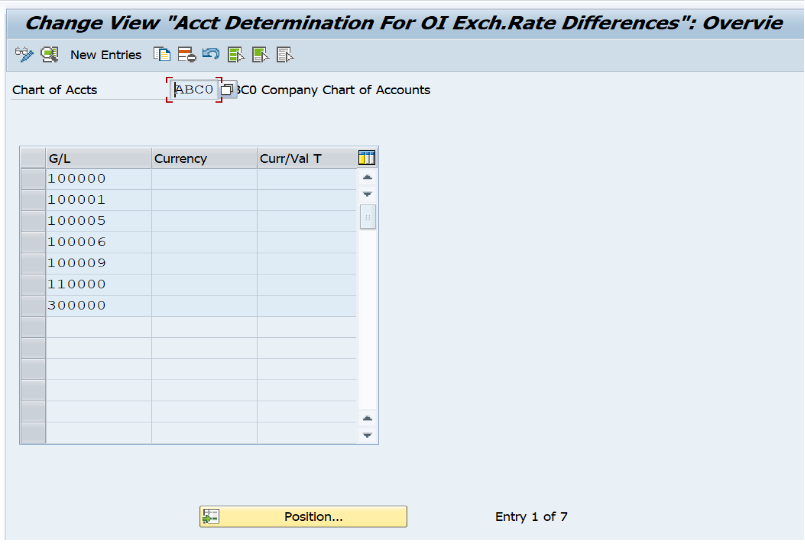 Change View "Acct Determination For OI Exch.Rate Differences": Overvie
New Entries
Chart of Accts ABC0 BC0 Company Chart of Accounts
G/L Currency Curr/Val T
100000
100001
100005
100006
100009
110000
300000
Position... Entry 1 of 7